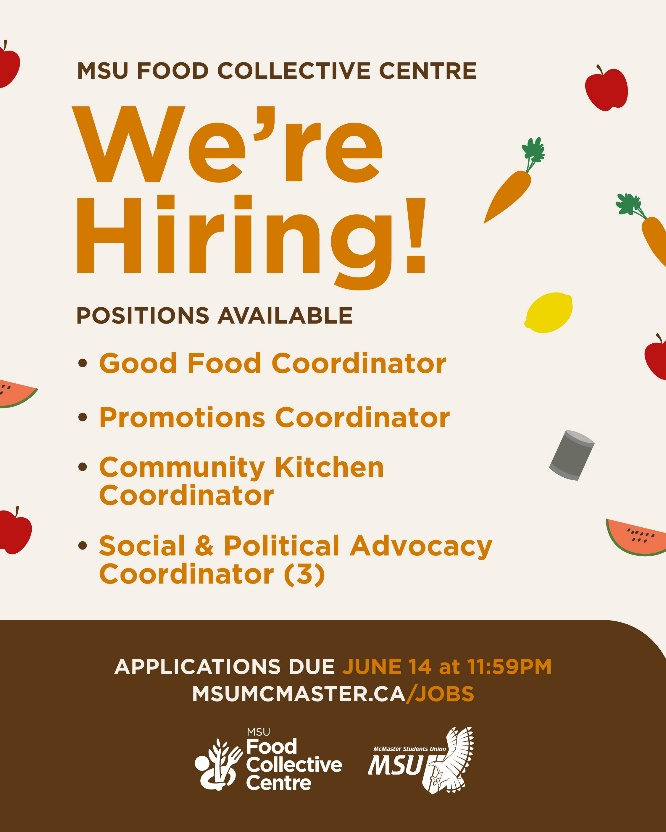 MSU FOOD COLLECTIVE CENTRE
We're
Hiring!
POSITIONS AVAILABLE
• Good Food Coordinator
• Promotions Coordinator
• Community Kitchen
Coordinator
• Social & Political Advocacy
Coordinator (3)
APPLICATIONS DUE JUNE 14 at 11:59PM
MSUMCMASTER.CA/JOBS
MSU
Food
Collective
Centre
McMaster Students Union
MSU